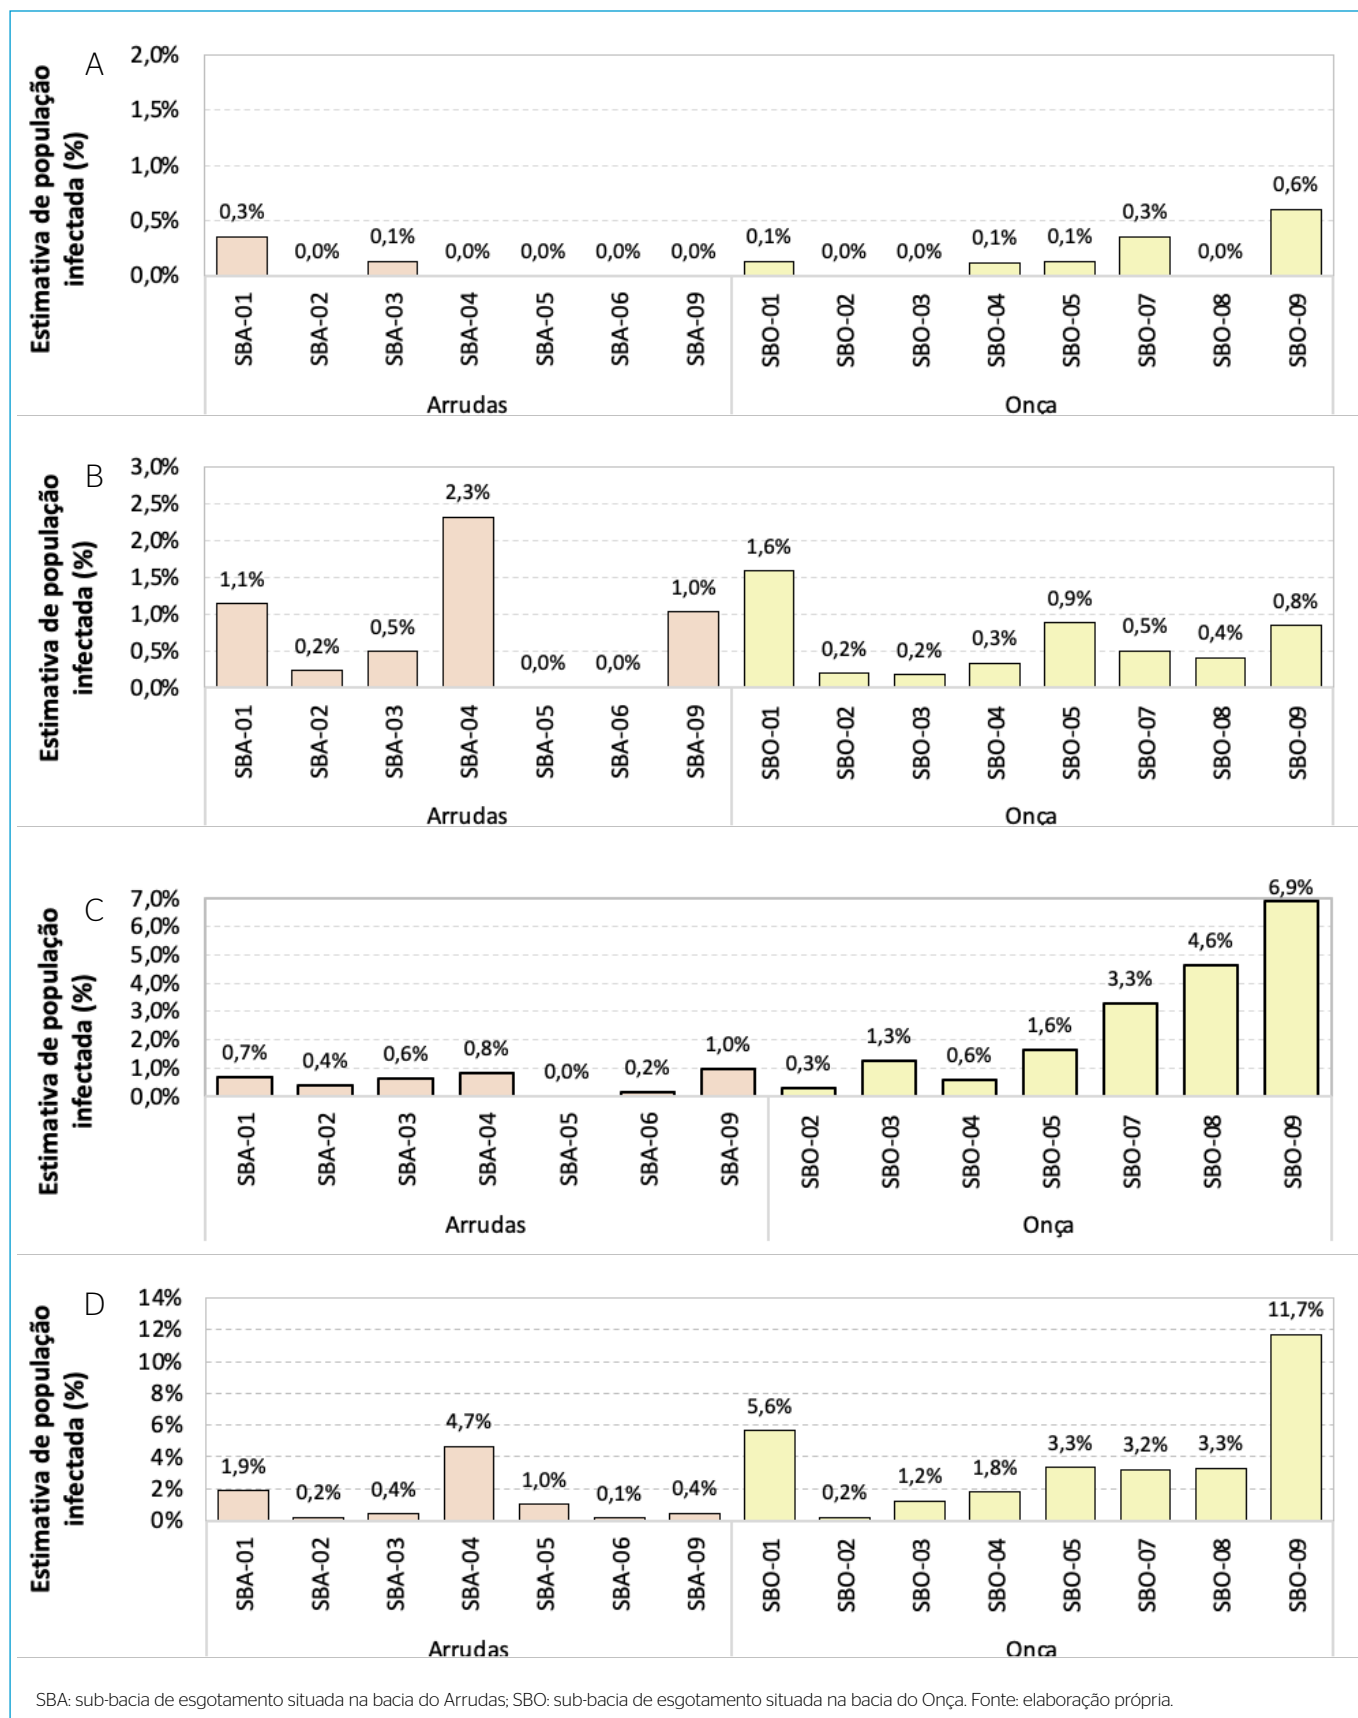 A
Estimativa de população
infectada (%)
2,0%
1,5%
1,0%
0,5%
0,0%
0,3%
0,0%
0,1%
0,0%
0,0%
0,0%
0,0%
0,1%
0,0%
0,0%
0,1%
0,1%
0,3%
0,0%
0,6%
SBA-01
SBA-02
SBA-03
SBA-04
SBA-05
SBA-06
SBA-09
SBO-01
SBO-02
SBO-03
SBO-04
SBO-05
SBO-07
SBO-08
SBO-09
Arrudas
Onça
B
Estimativa de população
infectada (%)
3,0%
2,5%
2,0%
1,5%
1,0%
0,5%
0,0%
1,1%
0,2%
0,5%
2,3%
0,0%
0,0%
1,0%
1,6%
0,2%
0,2%
0,3%
0,9%
0,5%
0,4%
0,8%
SBA-01
SBA-02
SBA-03
SBA-04
SBA-05
SBA-06
SBA-09
SBO-01
SBO-02
SBO-03
SBO-04
SBO-05
SBO-07
SBO-08
SBO-09
Arrudas
Onça
C
Estimativa de população
infectada (%)
7,0%
6,0%
5,0%
4,0%
3,0%
2,0%
1,0%
0,0%
0,7%
0,4%
0,6%
0,8%
0,0%
0,2%
1,0%
0,3%
1,3%
0,6%
1,6%
3,3%
4,6%
6,9%
SBA-01
SBA-02
SBA-03
SBA-04
SBA-05
SBA-06
SBA-09
SBO-02
SBO-03
SBO-04
SBO-05
SBO-07
SBO-08
SBO-09
Arrudas
Onça
D
Estimativa de população
infectada (%)
14%
12%
10%
8%
6%
4%
2%
0%
1,9%
0,2%
0,4%
4,7%
1,0%
0,1%
0,4%
5,6%
0,2%
1,2%
1,8%
3,3%
3,2%
3,3%
11,7%
SBA-01
SBA-02
SBA-03
SBA-04
SBA-05
SBA-06
SBA-09
SBO-01
SBO-02
SBO-03
SBO-04
SBO-05
SBO-07
SBO-08
SBO-09
Arrudas
Onça
SBA: sub-bacia de esgotamento situada na bacia do Arrudas; SBO: sub-bacia de esgotamento situada na bacia do Onça. Fonte: elaboração própria.